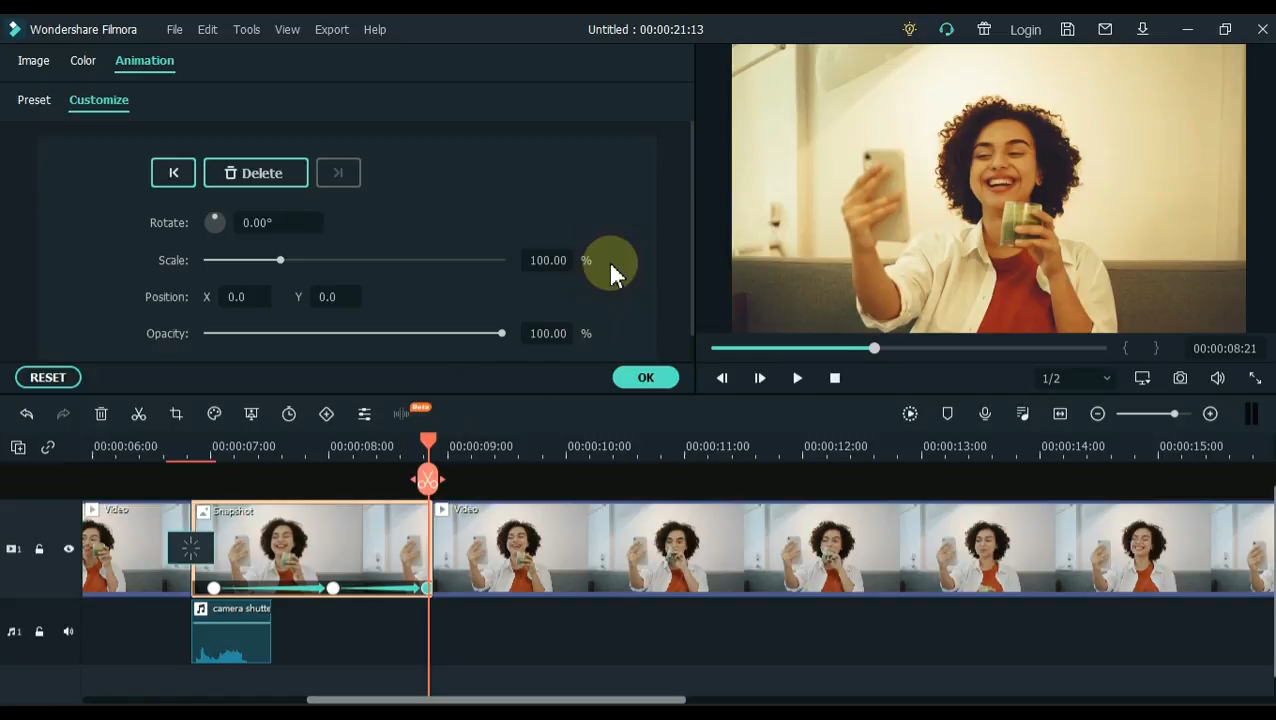 Wondershare Filmora File Edit Tools View Export Help Untitled : 00:00:21:13 Login
Image Color Animation
Preset Customize
Delete
Rotate: 0.00°
Scale: 100.00 %
Position: X 0.0 Y 0.0
Opacity: 100.00 %
00:00:08:21
RESET OK
1/2
Beta
00:00:06:00 00:00:07:00 00:00:08:00 00:00:09:00 00:00:10:00 00:00:11:00 00:00:12:00 00:00:13:00 00:00:14:00 00:00:15:00
Video Snapshot Video
1
camera shutte
1